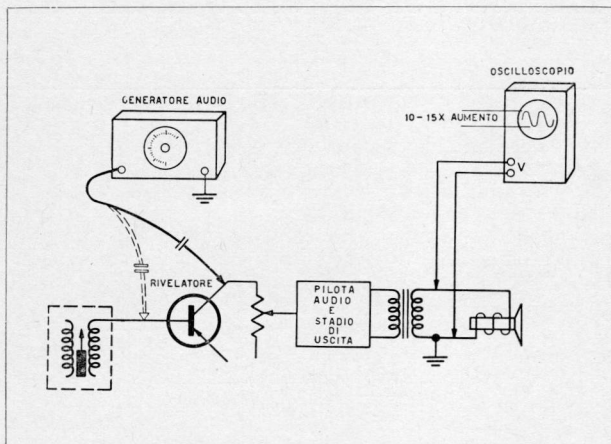 OSCILLOSCOPIO
GENERATORE AUDIO
10-15X AUMENTO
V
RIVELATORE
PILOTA
AUDIO
E
STADIO
DI
USCITA